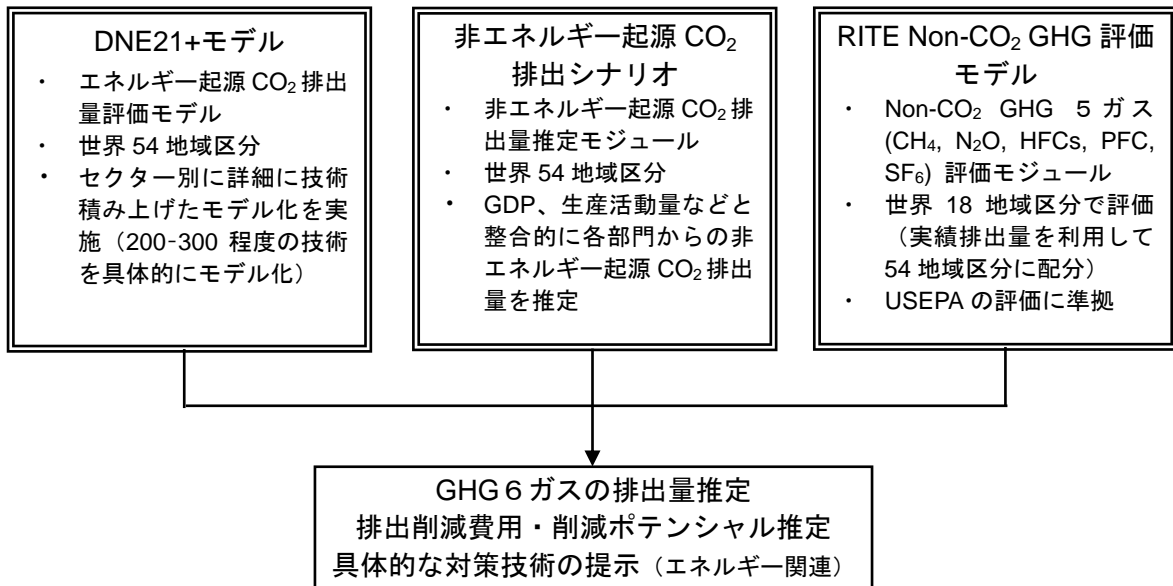 DNE21+モデル
・ エネルギー起源 CO₂ 排出
量評価モデル
・ 世界 54 地域区分
・ セクター別に詳細に技術
積み上げたモデル化を実
施（200‐300 程度の技術
を具体的にモデル化）
非エネルギー起源 CO₂
排出シナリオ
・ 非エネルギー起源 CO₂ 排
出量推定モジュール
・ 世界 54 地域区分
・ GDP、生産活動量などと
整合的に各部門からの非
エネルギー起源 CO₂ 排出
量を推定
RITE Non-CO₂ GHG 評価
モデル
・ Non-CO₂ GHG 5 ガス
(CH₄, N₂O, HFCs, PFC,
SF₆) 評価モジュール
・ 世界 18 地域区分で評価
（実績排出量を利用して
54 地域区分に配分）
・ USEPA の評価に準拠
GHG６ガスの排出量推定
排出削減費用・削減ポテンシャル推定
具体的な対策技術の提示（エネルギー関連）